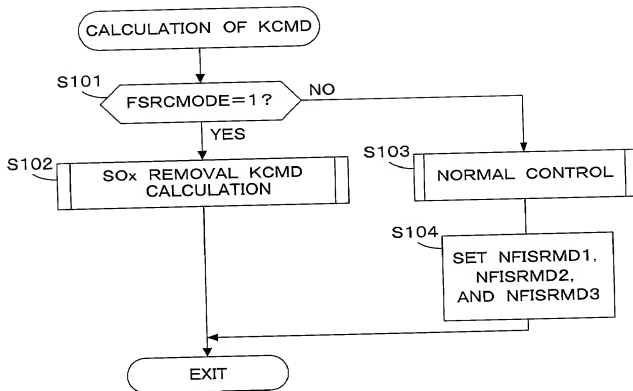 CALCULATION OF KCMD
S101
FSRCMODE=1?
NO
YES
S102
SOx REMOVAL KCMD
CALCULATION
S103
NORMAL CONTROL
S104
SET NFISRMD1,
NFISRMD2,
AND NFISRMD3
EXIT